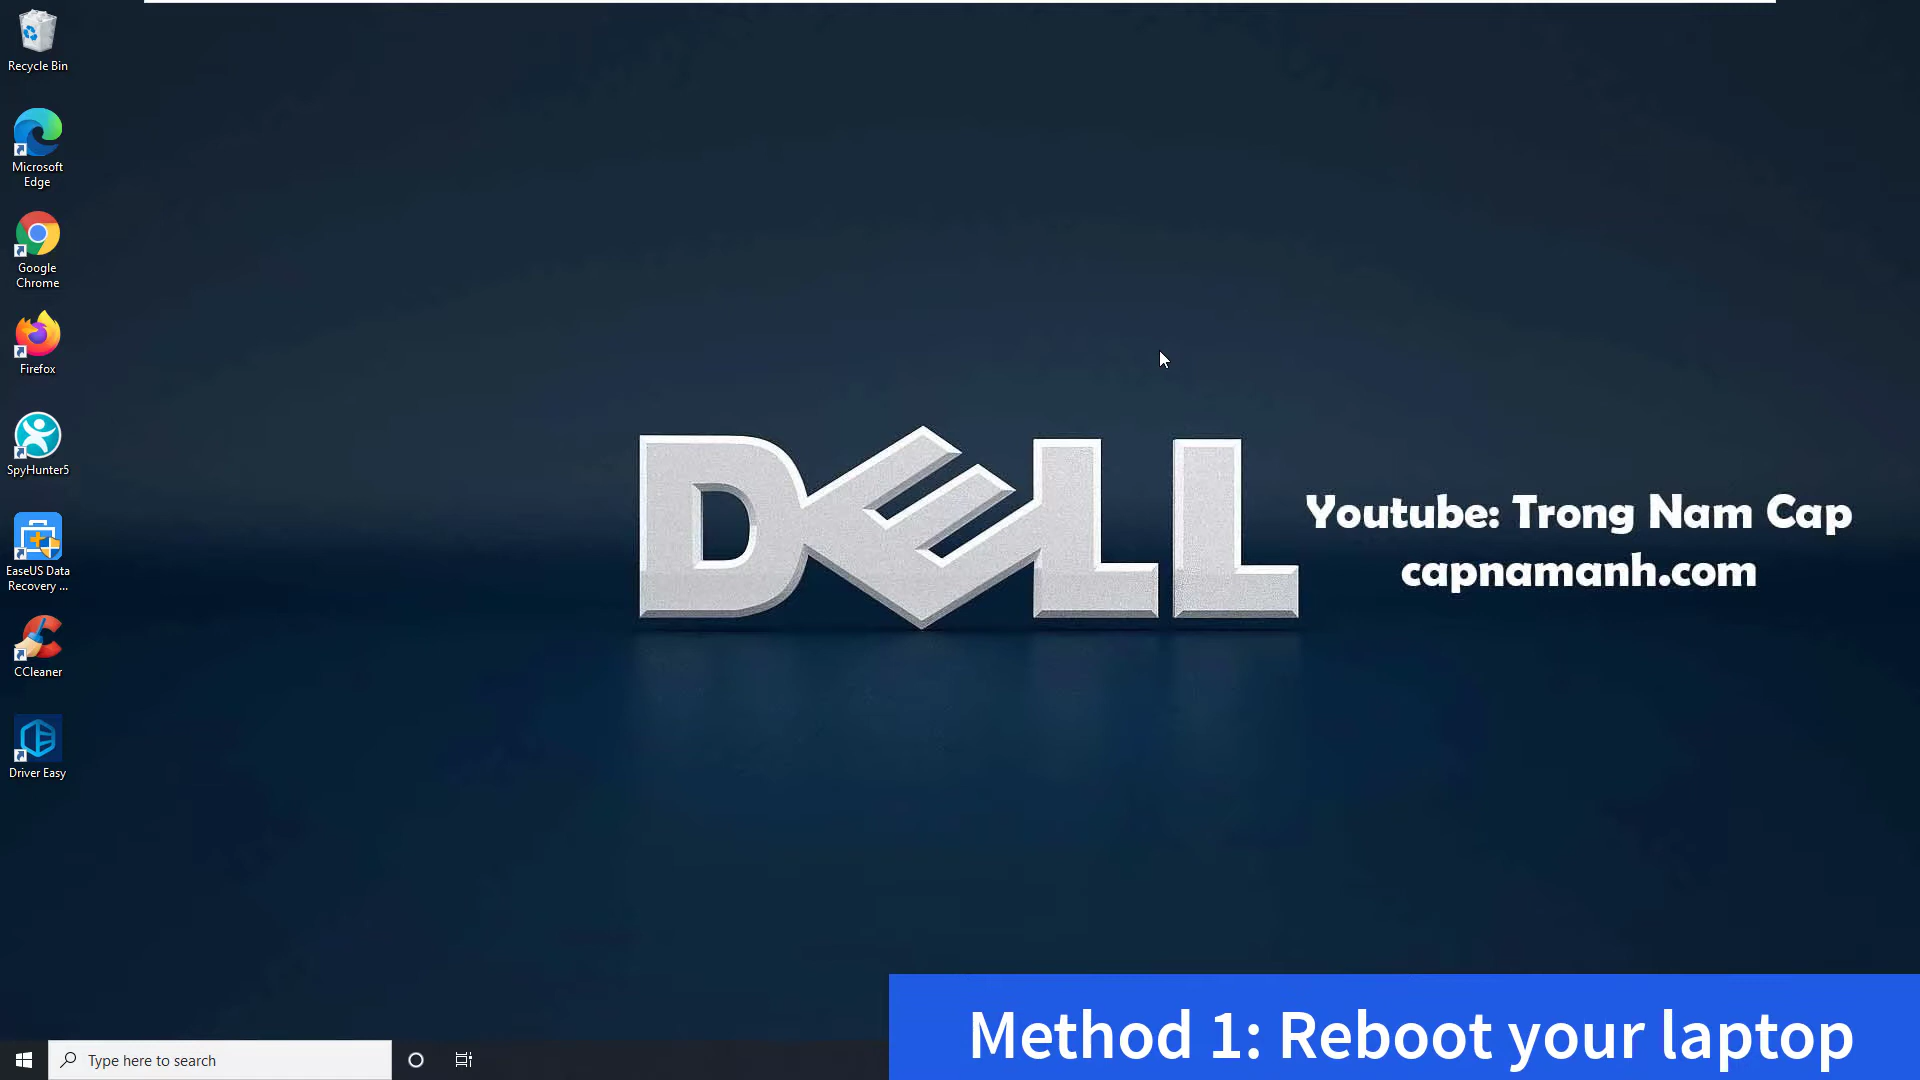 Recycle Bin
Microsoft
Edge
Google
Chrome
Firefox
SpyHunter5
EaseUS Data
Recovery ...
CCleaner
Driver Easy
DELL
Youtube: Trong Nam Cap
capnamanh.com
Method 1: Reboot your laptop
Type here to search